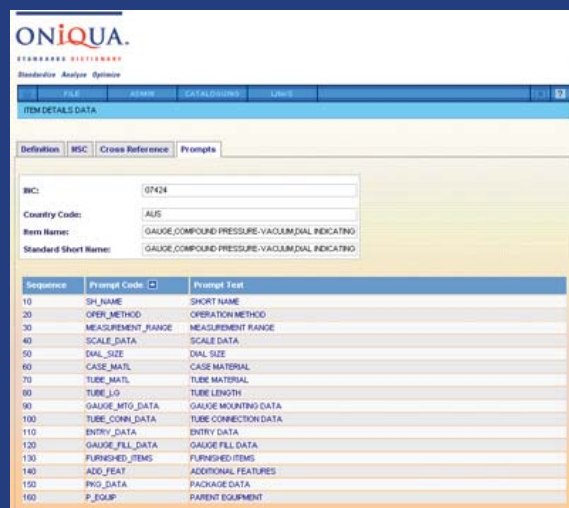 ONiQUA.
STANDARD DICTIONARY
Standardize Analyze Optimize
FILE ADMIN CATALOGUING LINKS ?
ITEM DETAILS DATA
Definition NSC Cross Reference Prompts
INC: 07424
Country Code: AUS
Item Name: GAUGE,COMPOUND PRESSURE-VACUUM,DIAL INDICATING
Standard Short Name: GAUGE,COMPOUND PRESSURE-VACUUM,DIAL INDICATING
Sequence Prompt Code Prompt Text
10 SH_NAME SHORT NAME
20 OPER_METHOD OPERATION METHOD
30 MEASUREMENT_RANGE MEASUREMENT RANGE
40 SCALE_DATA SCALE DATA
50 DIAL_SIZE DIAL SIZE
60 CASE_MATL CASE MATERIAL
70 TUBE_MATL TUBE MATERIAL
80 TUBE_LG TUBE LENGTH
90 GAUGE_MTG_DATA GAUGE MOUNTING DATA
100 TUBE_CONN_DATA TUBE CONNECTION DATA
110 ENTRY_DATA ENTRY DATA
120 GAUGE_FILL_DATA GAUGE FILL DATA
130 FURNISHED_ITEMS FURNISHED ITEMS
140 ADD_FEAT ADDITIONAL FEATURES
150 PKG_DATA PACKAGE DATA
160 P_EQUIP PARENT EQUIPMENT